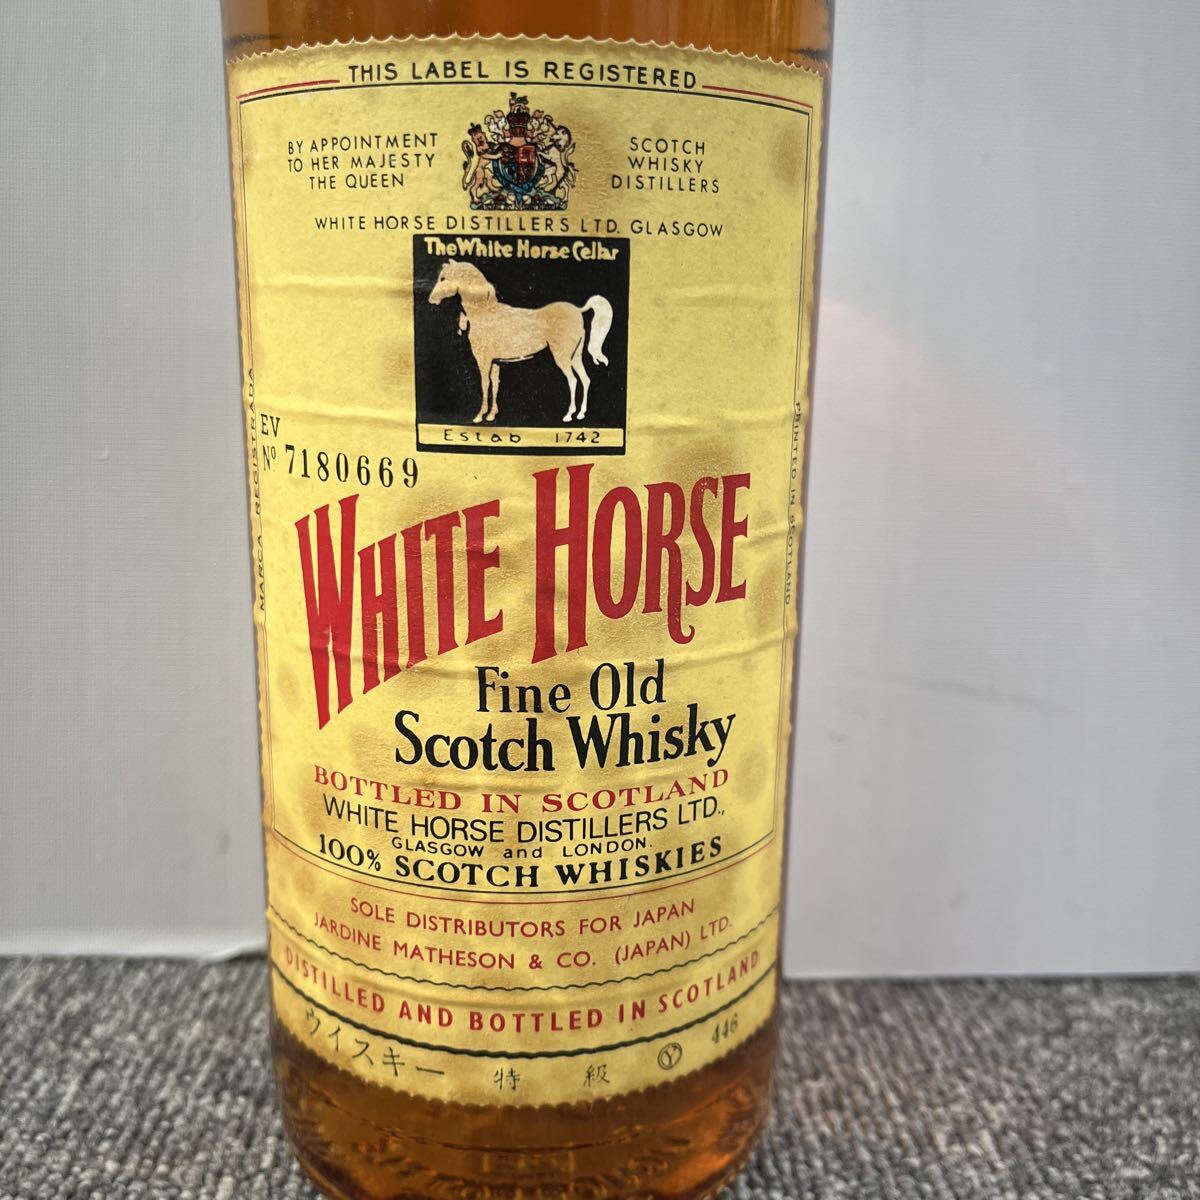 THIS LABEL IS REGISTERED
BY APPOINTMENT
TO HER MAJESTY
THE QUEEN
SCOTCH
WHISKY
DISTILLERS
WHITE HORSE DISTILLERS LTD. GLASGOW
The White Horse Cellar
Estab 1742
EV
Nº 7180669
MARCA REGISTRADA
PRINTED IN SCOTLAND
WHITE HORSE
Fine Old
Scotch Whisky
BOTTLED IN SCOTLAND
WHITE HORSE DISTILLERS LTD.,
GLASGOW and LONDON.
100% SCOTCH WHISKIES
SOLE DISTRIBUTORS FOR JAPAN
JARDINE MATHESON & CO. (JAPAN) LTD.
DISTILLED AND BOTTLED IN SCOTLAND
ウイスキー 特 級 Ⓨ 446